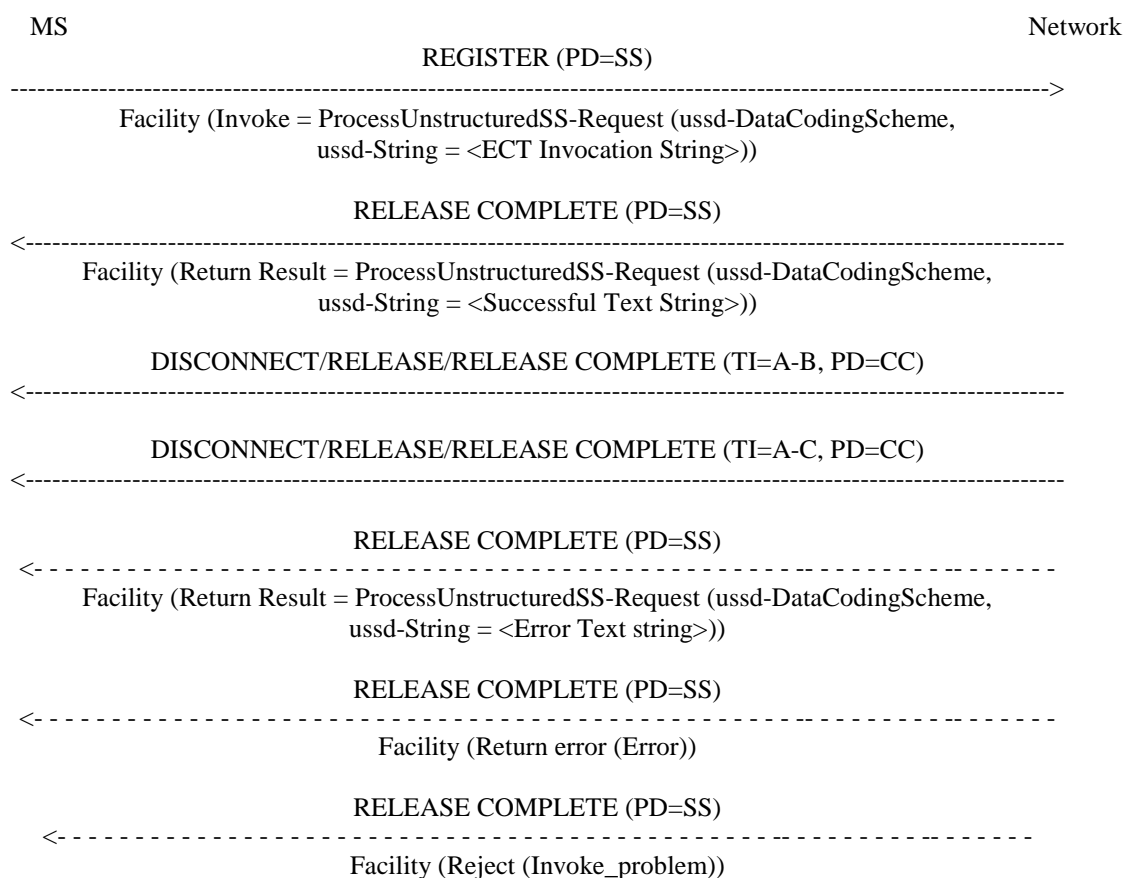 MS Network
REGISTER (PD=SS)
Facility (Invoke = ProcessUnstructuredSS-Request (ussd-DataCodingScheme,
ussd-String = <ECT Invocation String>))
RELEASE COMPLETE (PD=SS)
Facility (Return Result = ProcessUnstructuredSS-Request (ussd-DataCodingScheme,
ussd-String = <Successful Text String>))
DISCONNECT/RELEASE/RELEASE COMPLETE (TI=A-B, PD=CC)
DISCONNECT/RELEASE/RELEASE COMPLETE (TI=A-C, PD=CC)
RELEASE COMPLETE (PD=SS)
Facility (Return Result = ProcessUnstructuredSS-Request (ussd-DataCodingScheme,
ussd-String = <Error Text string>))
RELEASE COMPLETE (PD=SS)
Facility (Return error (Error))
RELEASE COMPLETE (PD=SS)
Facility (Reject (Invoke_problem))